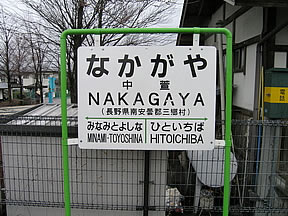 なかがや
中萱
NAKAGAYA
(長野県南安曇郡三郷村)
みなみとよしな ひといちば
MINAMI-TOYOSHINA HITOICHIBA